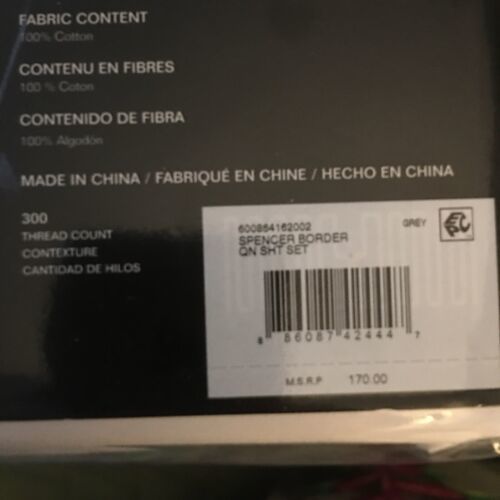 FABRIC CONTENT
100% Cotton
CONTENU EN FIBRES
100 % Coton
CONTENIDO DE FIBRA
100% Algodón
MADE IN CHINA / FABRIQUÉ EN CHINE / HECHO EN CHINA
300
THREAD COUNT
CONTEXTURE
CANTIDAD DE HILOS
600864162002 GREY
SPENCER BORDER
QN SHT SET
8 86087 42444 7
M.S.R.P 170.00